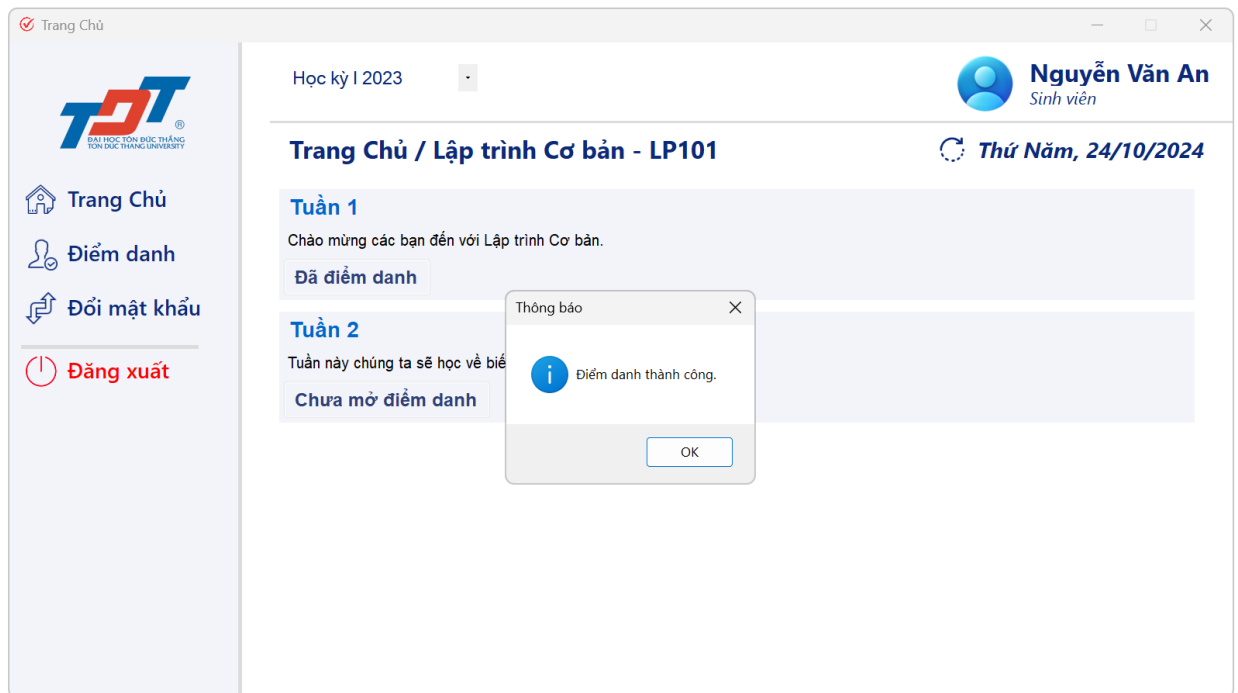 Trang Chủ
TDT
®
ĐẠI HỌC TÔN ĐỨC THẮNG
TON DUC THANG UNIVERSITY
Trang Chủ
Điểm danh
Đổi mật khẩu
Đăng xuất
Học kỳ I 2023
Nguyễn Văn An
Sinh viên
Trang Chủ / Lập trình Cơ bản - LP101
Thứ Năm, 24/10/2024
Tuần 1
Chào mừng các bạn đến với Lập trình Cơ bản.
Đã điểm danh
Tuần 2
Tuần này chúng ta sẽ học về biế
Chưa mở điểm danh
Thông báo
Điểm danh thành công.
OK